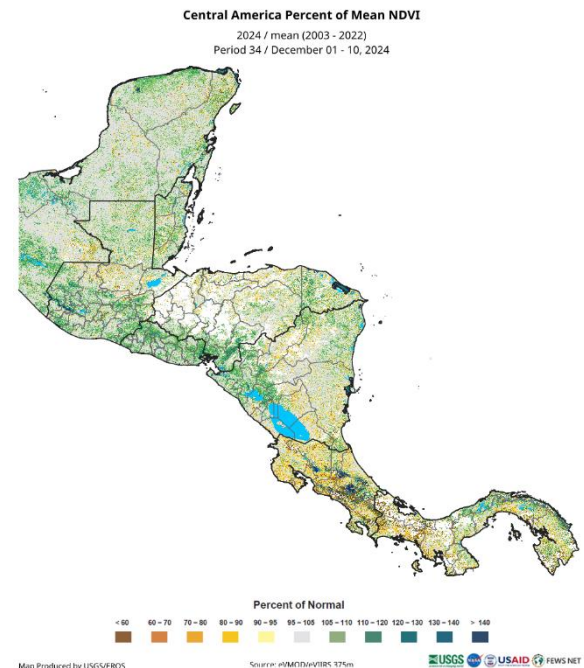 Central America Percent of Mean NDVI
2024 / mean (2003 - 2022)
Period 34 / December 01 - 10, 2024
Percent of Normal
< 60 60 - 70 70 - 80 80 - 90 90 - 95 95 - 105 105 - 110 110 - 120 120 - 130 130 - 140 > 140
Map Produced by USGS/EROS Source: eVMOD/eVIIRS 375m USGS NASA USAID FEWS NET